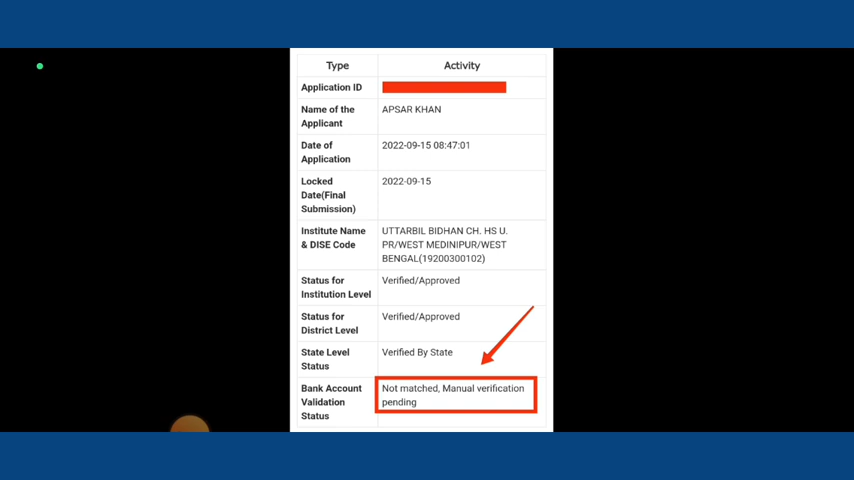 Type Activity
Application ID
Name of the APSAR KHAN
Applicant
Date of 2022-09-15 08:47:01
Application
Locked 2022-09-15
Date(Final
Submission)
Institute Name UTTARBIL BIDHAN CH. HS U.
& DISE Code PR/WEST MEDINIPUR/WEST
BENGAL(19200300102)
Status for Verified/Approved
Institution Level
Status for Verified/Approved
District Level
State Level Verified By State
Status
Bank Account Not matched, Manual verification
Validation pending
Status